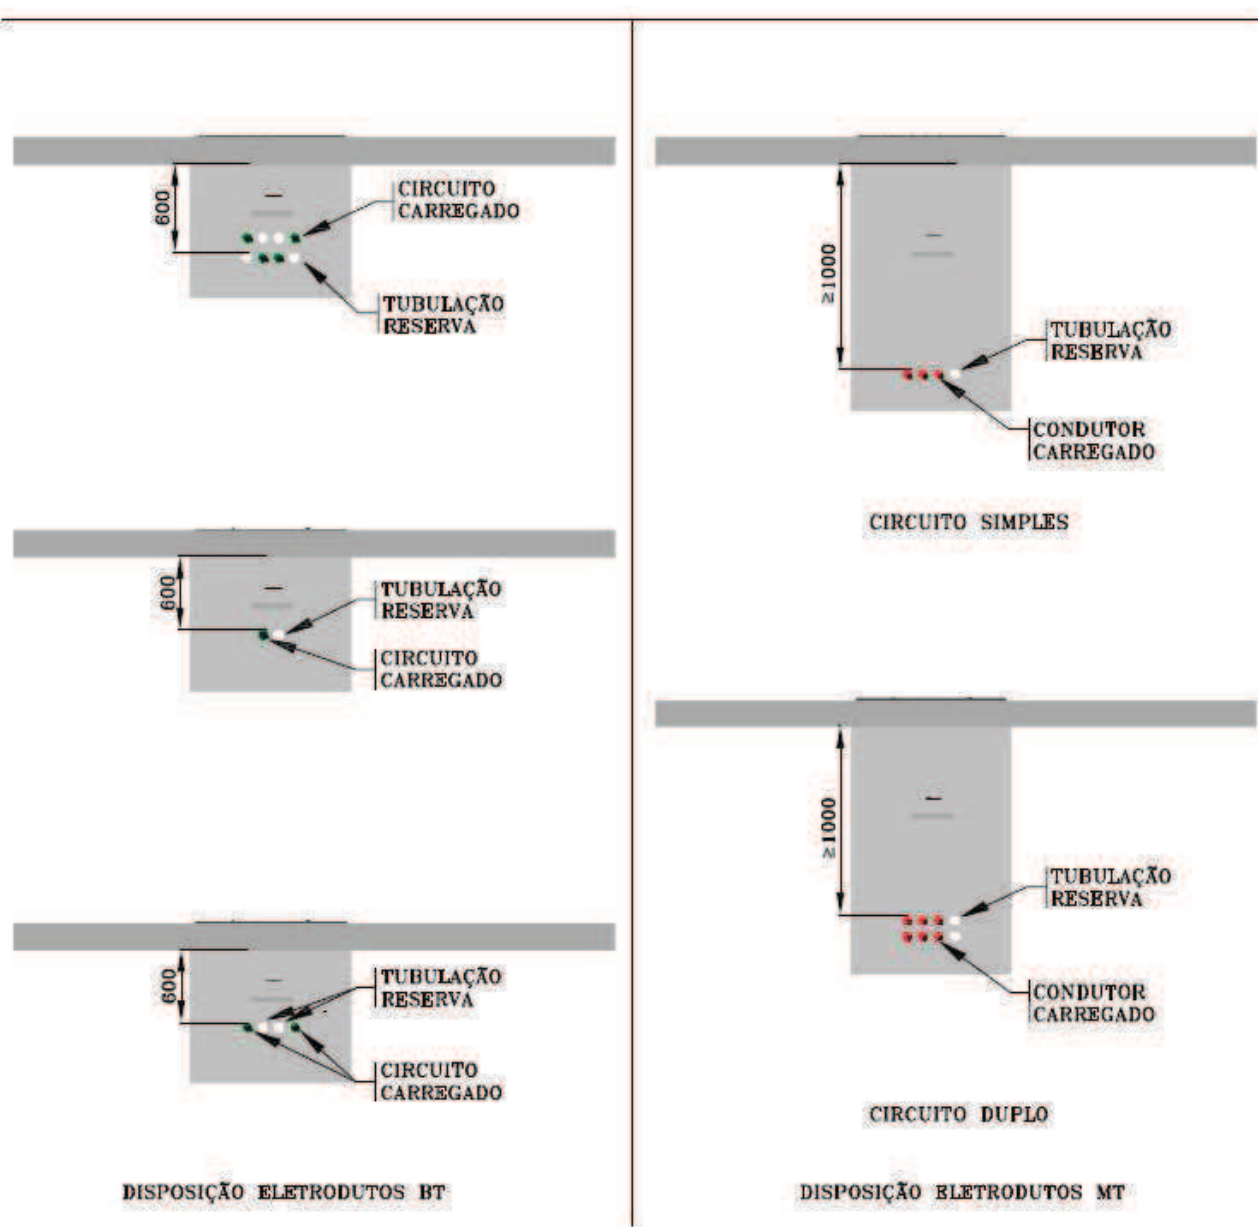 600
CIRCUITO
CARREGADO
TUBULAÇÃO
RESERVA
600
TUBULAÇÃO
RESERVA
CIRCUITO
CARREGADO
600
TUBULAÇÃO
RESERVA
CIRCUITO
CARREGADO
DISPOSIÇÃO ELETRODUTOS BT
≥1000
TUBULAÇÃO
RESERVA
CONDUTOR
CARREGADO
CIRCUITO SIMPLES
≥1000
TUBULAÇÃO
RESERVA
CONDUTOR
CARREGADO
CIRCUITO DUPLO
DISPOSIÇÃO ELETRODUTOS MT